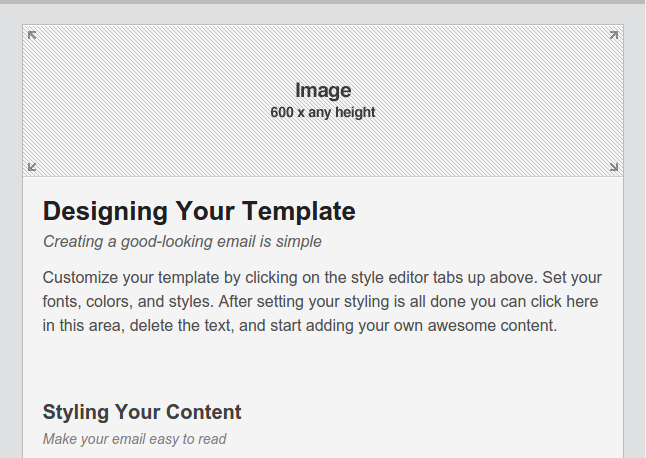 Image
600 x any height
Designing Your Template
Creating a good-looking email is simple
Customize your template by clicking on the style editor tabs up above. Set your
fonts, colors, and styles. After setting your styling is all done you can click here
in this area, delete the text, and start adding your own awesome content.
Styling Your Content
Make your email easy to read